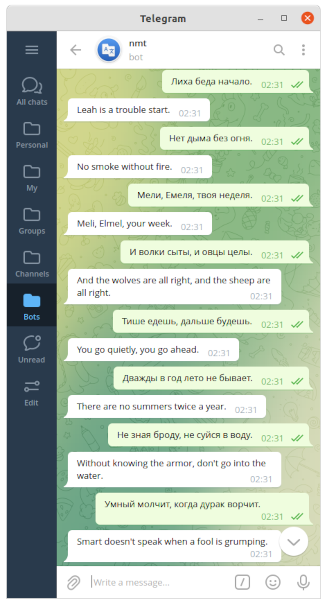 Telegram
nmt
bot
All chats
Personal
My
Groups
Channels
Bots
Unread
Edit
Лиха беда начало. 02:31
Leah is a trouble start. 02:31
Нет дыма без огня. 02:31
No smoke without fire. 02:31
Мели, Емеля, твоя неделя. 02:31
Meli, Elmel, your week. 02:31
И волки сыты, и овцы целы. 02:31
And the wolves are all right, and the sheep are
all right. 02:31
Тише едешь, дальше будешь. 02:31
You go quietly, you go ahead. 02:31
Дважды в год лето не бывает. 02:31
There are no summers twice a year. 02:31
Не зная броду, не суйся в воду. 02:31
Without knowing the armor, don't go into the
water. 02:31
Умный молчит, когда дурак ворчит.
02:31
Smart doesn't speak when a fool is grumping.
02:31
Write a message...